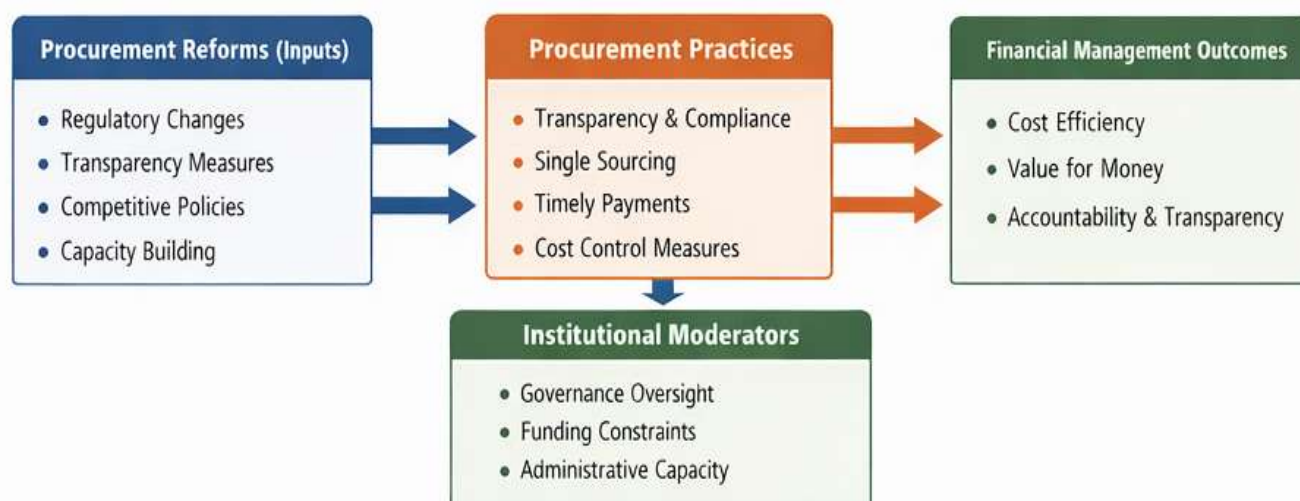 Procurement Reforms (Inputs)
• Regulatory Changes
• Transparency Measures
• Competitive Policies
• Capacity Building
Procurement Practices
• Transparency & Compliance
• Single Sourcing
• Timely Payments
• Cost Control Measures
Financial Management Outcomes
• Cost Efficiency
• Value for Money
• Accountability & Transparency
Institutional Moderators
• Governance Oversight
• Funding Constraints
• Administrative Capacity